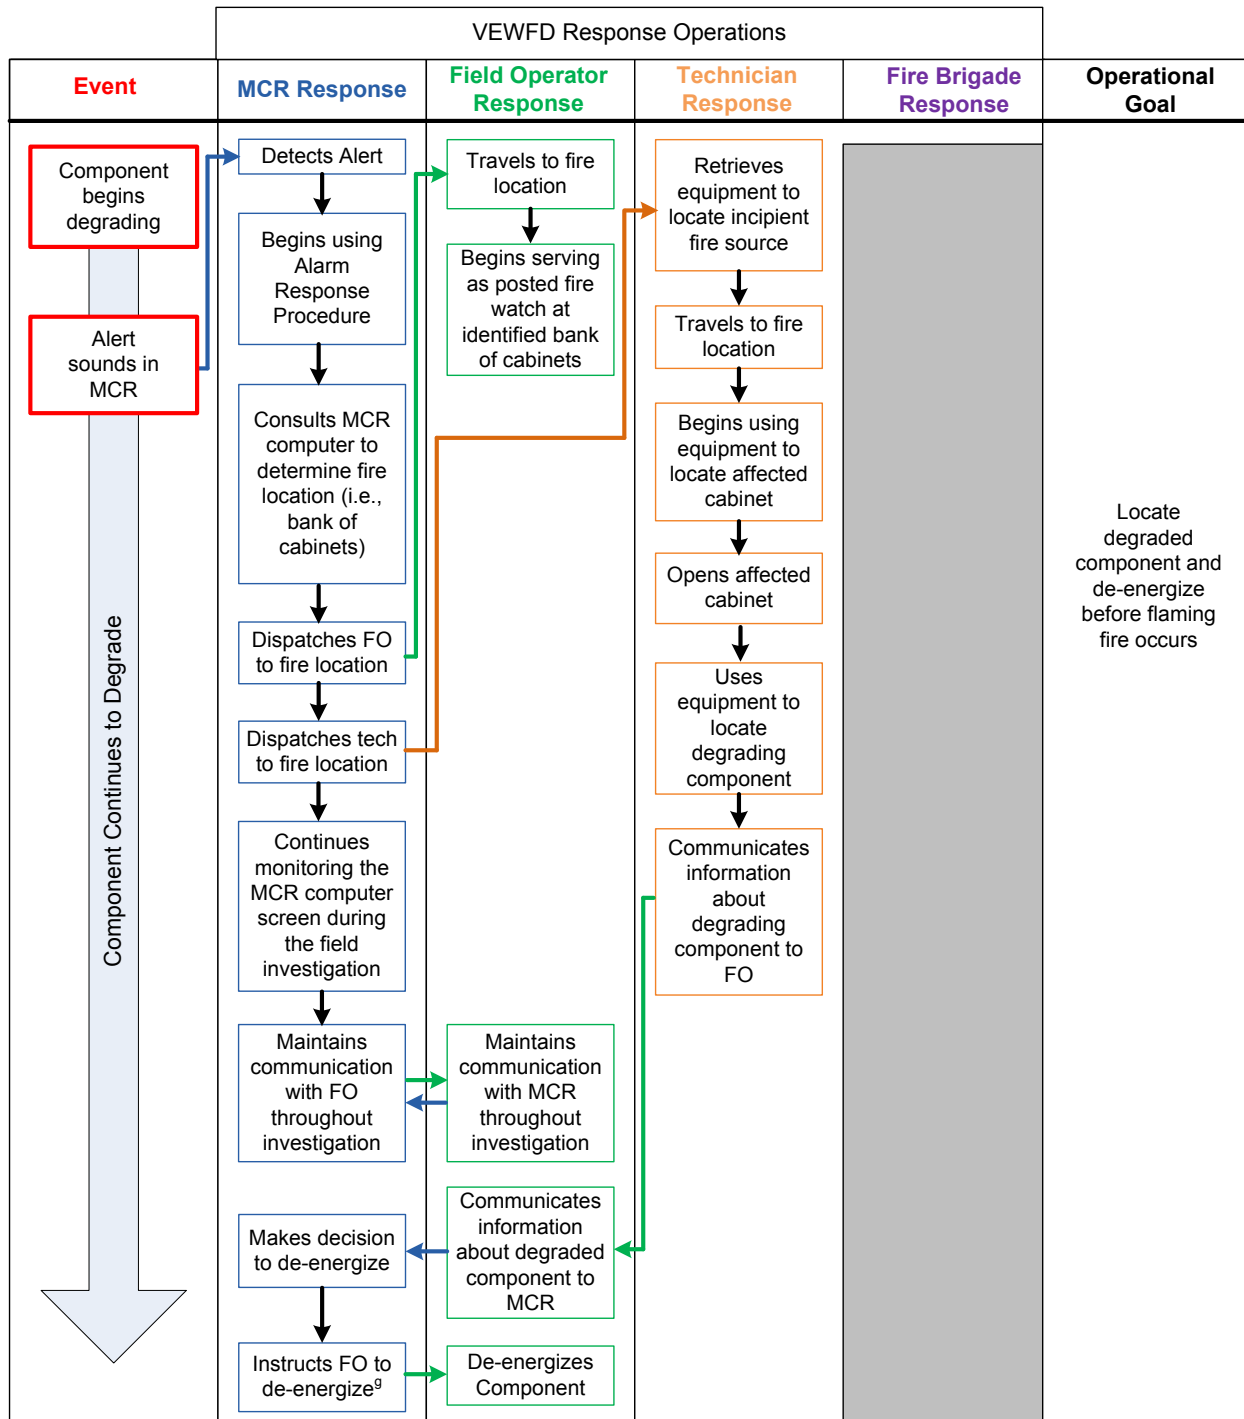 VEWFD Response Operations
Event
MCR Response
Field Operator
Response
Technician
Response
Fire Brigade
Response
Operational
Goal
Component
begins
degrading
Alert
sounds in
MCR
Component Continues to Degrade
Detects Alert
Begins using
Alarm
Response
Procedure
Consults MCR
computer to
determine fire
location (i.e.,
bank of
cabinets)
Dispatches FO
to fire location
Dispatches tech
to fire location
Continues
monitoring the
MCR computer
screen during
the field
investigation
Maintains
communication
with FO
throughout
investigation
Makes decision
to de-energize
Instructs FO to
de-energizeg
Travels to fire
location
Begins serving
as posted fire
watch at
identified bank
of cabinets
Maintains
communication
with MCR
throughout
investigation
Communicates
information
about degraded
component to
MCR
De-energizes
Component
Retrieves
equipment to
locate incipient
fire source
Travels to fire
location
Begins using
equipment to
locate affected
cabinet
Opens affected
cabinet
Uses
equipment to
locate
degrading
component
Communicates
information
about
degrading
component to
FO
Locate
degraded
component and
de-energize
before flaming
fire occurs